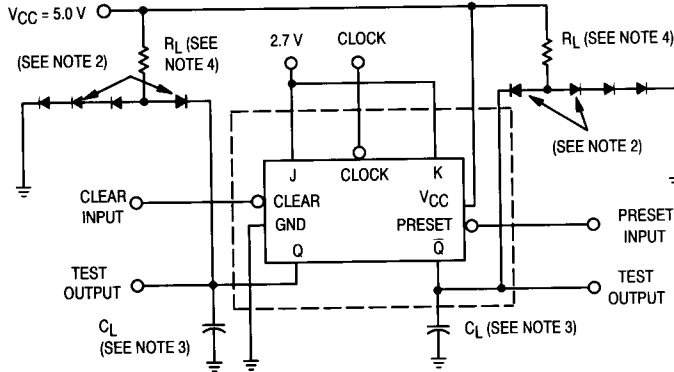 VCC = 5.0 V
RL (SEE
NOTE 4)
(SEE NOTE 2)
2.7 V
CLOCK
RL (SEE NOTE 4)
(SEE NOTE 2)
J
CLOCK
K
CLEAR
INPUT
CLEAR
VCC
GND
PRESET
PRESET
INPUT
Q
Q̅
TEST
OUTPUT
TEST
OUTPUT
CL
(SEE NOTE 3)
CL (SEE NOTE 3)